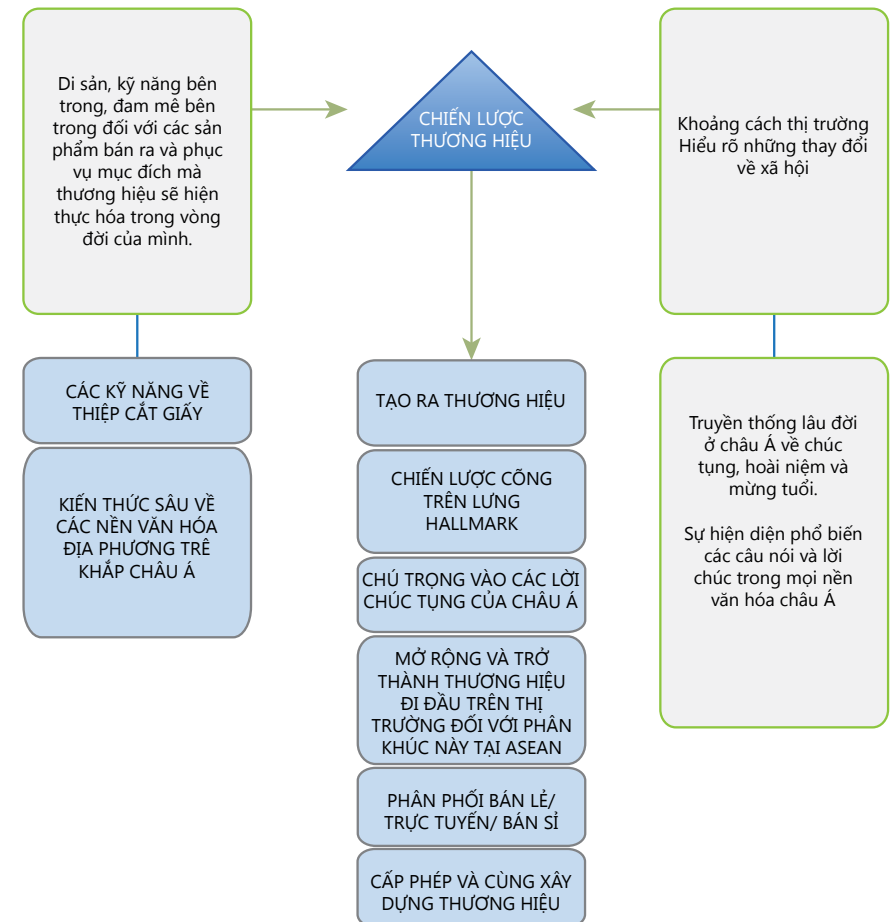 Di sản, kỹ năng bên
trong, đam mê bên
trong đối với các sản
phẩm bán ra và phục
vụ mục đích mà
thương hiệu sẽ hiện
thực hóa trong vòng
đời của mình.
CHIẾN LƯỢC
THƯƠNG HIỆU
Khoảng cách thị trường
Hiểu rõ những thay đổi
về xã hội
CÁC KỸ NĂNG VỀ
THIỆP CẮT GIẤY
KIẾN THỨC SÂU VỀ
CÁC NỀN VĂN HÓA
ĐỊA PHƯƠNG TRÊ
KHẮP CHÂU Á
TẠO RA THƯƠNG HIỆU
CHIẾN LƯỢC CÕNG
TRÊN LƯNG
HALLMARK
CHÚ TRỌNG VÀO CÁC LỜI
CHÚC TỤNG CỦA CHÂU Á
MỞ RỘNG VÀ TRỞ
THÀNH THƯƠNG HIỆU
ĐI ĐẦU TRÊN THỊ
TRƯỜNG ĐỐI VỚI PHÂN
KHÚC NÀY TẠI ASEAN
PHÂN PHỐI BÁN LẺ/
TRỰC TUYẾN/ BÁN SỈ
CẤP PHÉP VÀ CÙNG XÂY
DỰNG THƯƠNG HIỆU
Truyền thống lâu đời
ở châu Á về chúc
tụng, hoài niệm và
mừng tuổi.
Sự hiện diện phổ biến
các câu nói và lời
chúc trong mọi nền
văn hóa châu Á